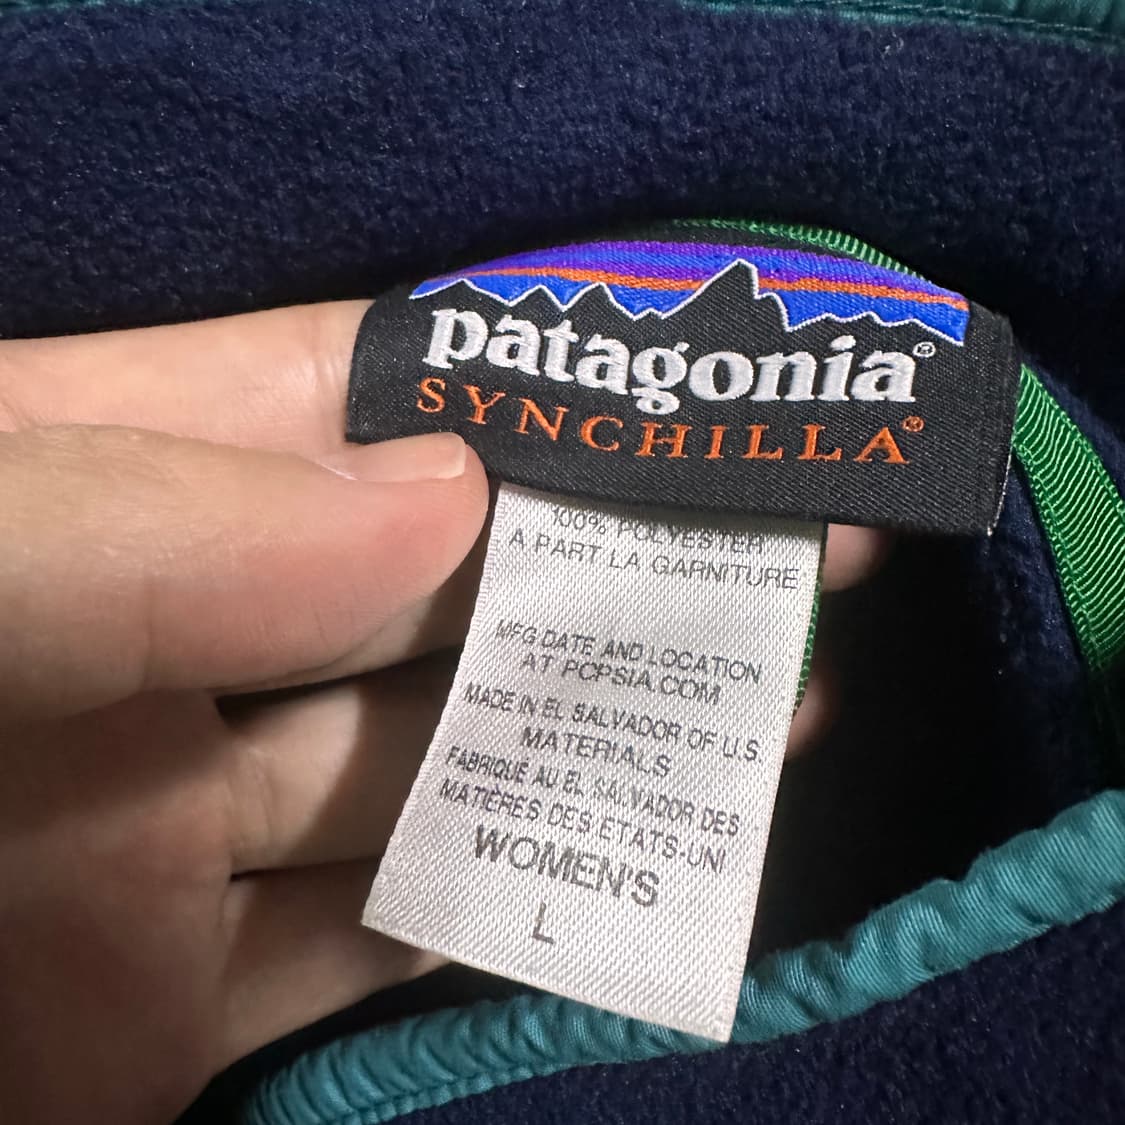 patagonia®
SYNCHILLA®
100% POLYESTER
A PART LA GARNITURE
MFG DATE AND LOCATION
AT PCPSIA.COM
MADE IN EL SALVADOR OF U.S.
MATERIALS
FABRIQUÉ AU EL SALVADOR DES
MATIÈRES DES ETATS-UNI
WOMEN'S
L